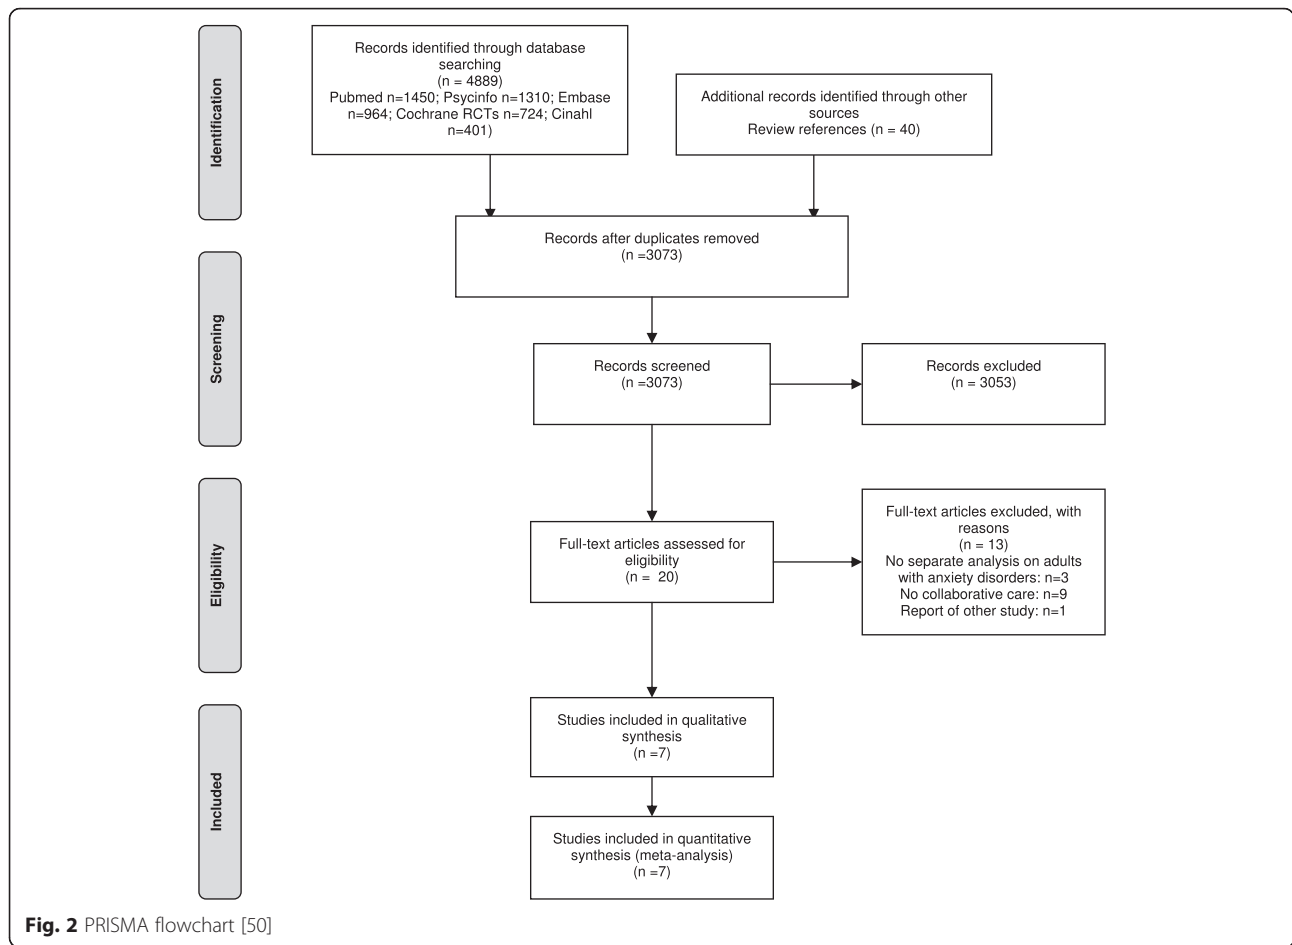 Identification
Records identified through database
searching
(n = 4889)
Pubmed n=1450; Psycinfo n=1310; Embase
n=964; Cochrane RCTs n=724; Cinahl
n=401)
Additional records identified through other
sources
Review references (n = 40)
Records after duplicates removed
(n =3073)
Screening
Records screened
(n =3073)
Records excluded
(n = 3053)
Eligibility
Full-text articles assessed for
eligibility
(n =  20)
Full-text articles excluded, with
reasons
(n = 13)
No separate analysis on adults
with anxiety disorders: n=3
No collaborative care: n=9
Report of other study: n=1
Included
Studies included in qualitative
synthesis
(n =7)
Studies included in quantitative
synthesis (meta-analysis)
(n =7)
Fig. 2 PRISMA flowchart [50]